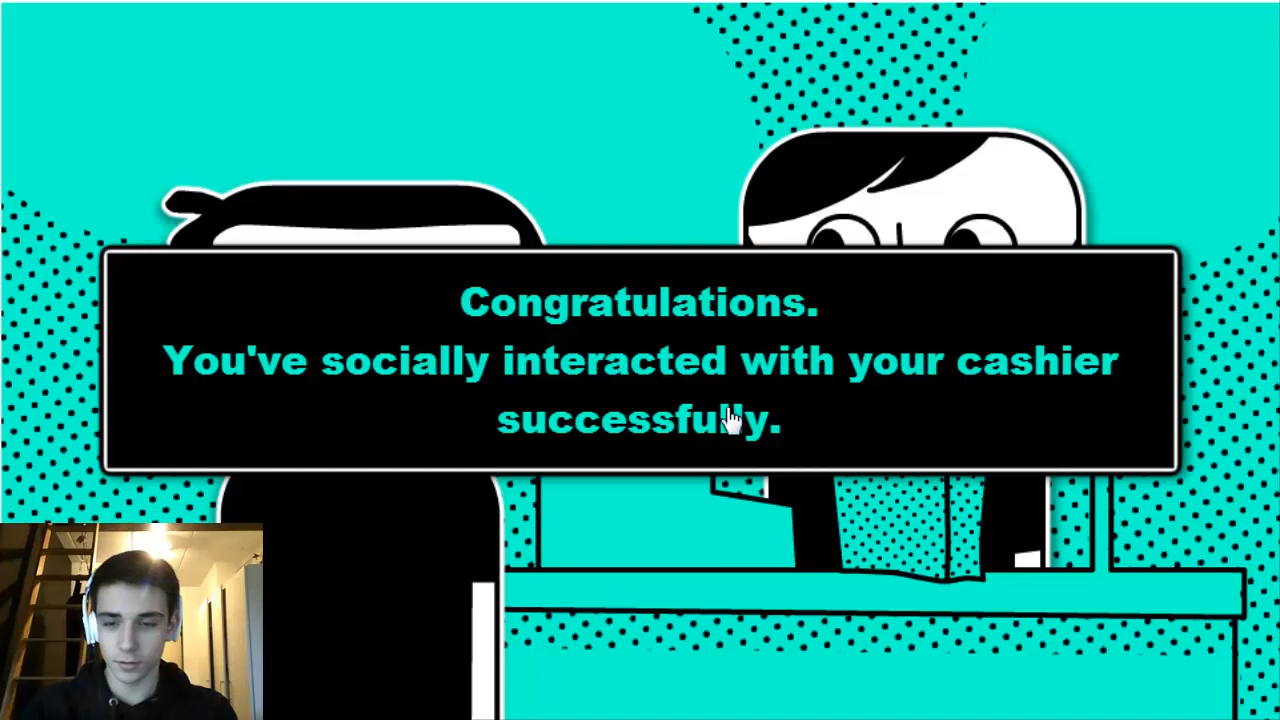 Congratulations.
You've socially interacted with your cashier
successfully.